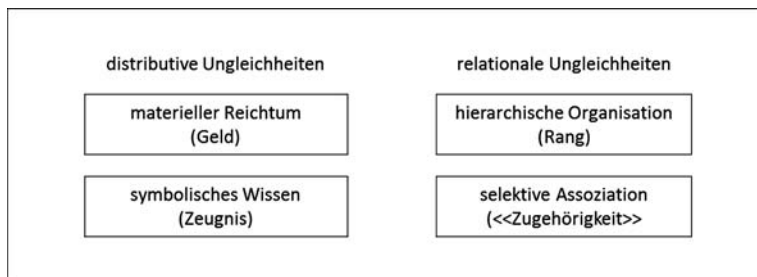 distributive Ungleichheiten
materieller Reichtum
(Geld)
symbolisches Wissen
(Zeugnis)
relationale Ungleichheiten
hierarchische Organisation
(Rang)
selektive Assoziation
(<<Zugehörigkeit>>